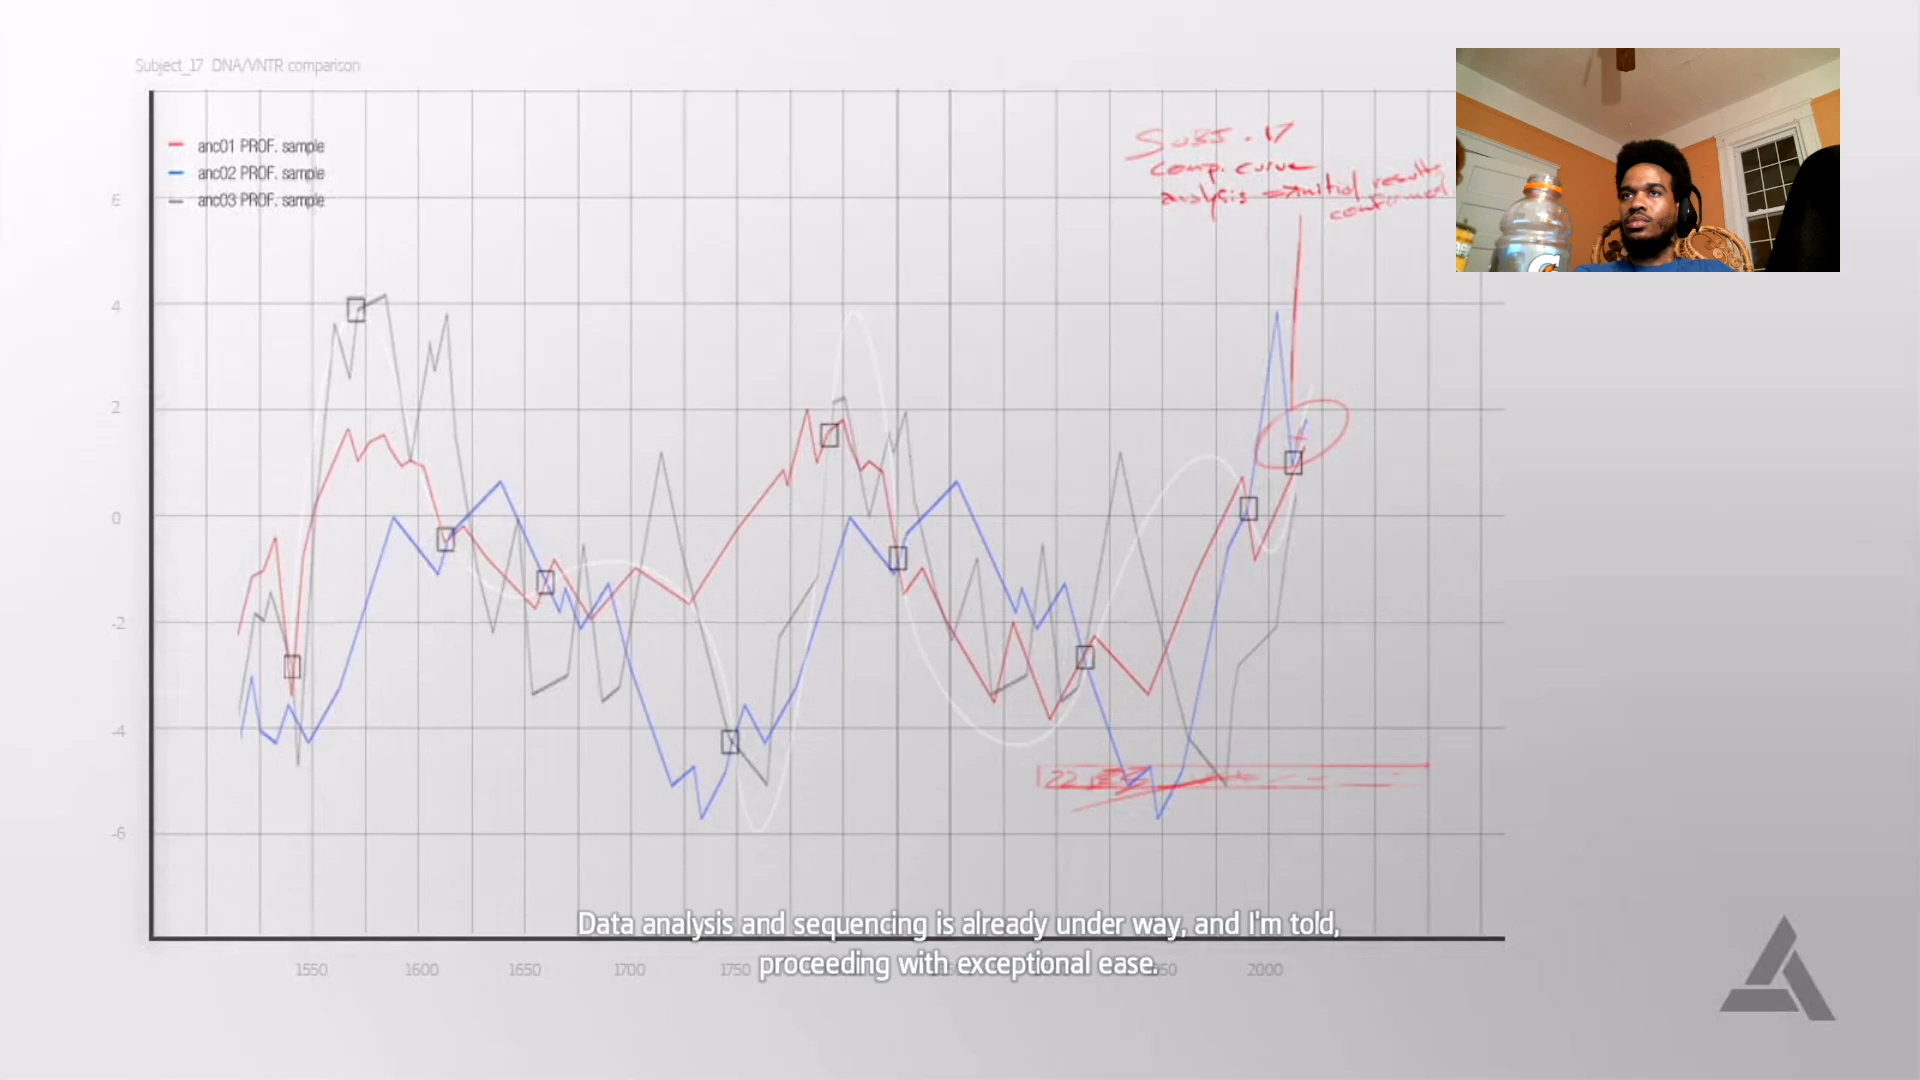 Subject_17 DNA/VNTR comparison
anc01 PROF. sample
anc02 PROF. sample
anc03 PROF. sample
SUBJ. 17
comp. curve
analysis => initial results
confirmed
6
4
2
0
-2
-4
-6
22
Data analysis and sequencing is already under way, and I'm told,
proceeding with exceptional ease.
1550 1600 1650 1700 1750 2000
G